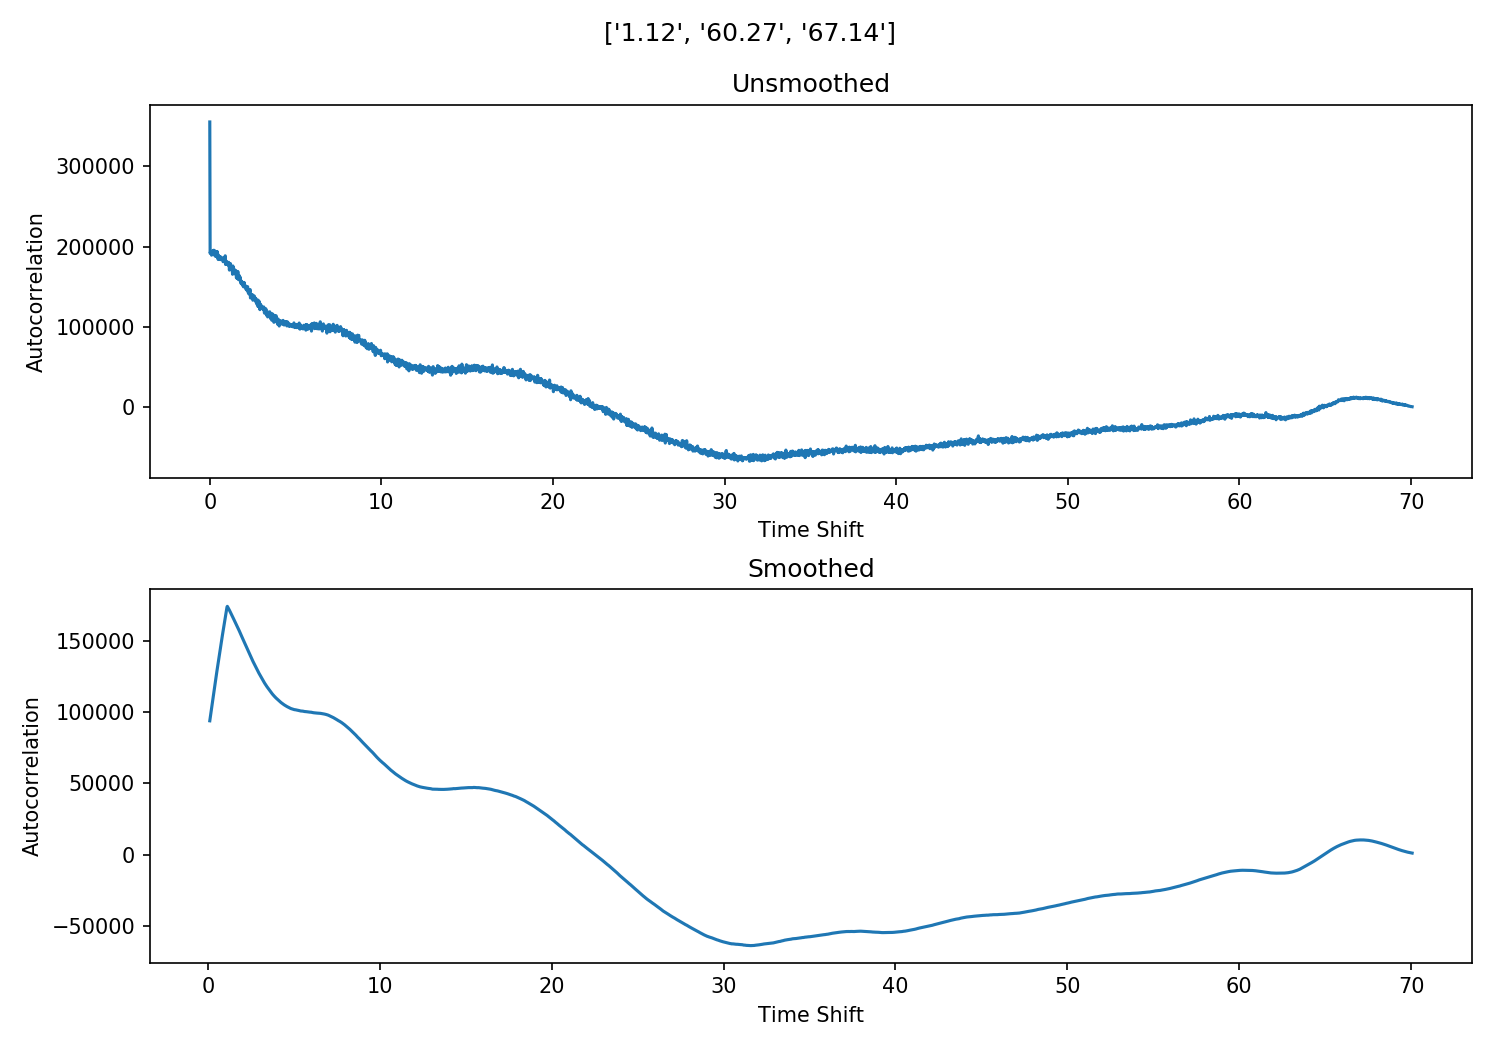 ['1.12', '60.27', '67.14']
Unsmoothed
300000
200000
100000
0
Autocorrelation
0 10 20 30 40 50 60 70
Time Shift
Smoothed
150000
100000
50000
0
−50000
Autocorrelation
0 10 20 30 40 50 60 70
Time Shift